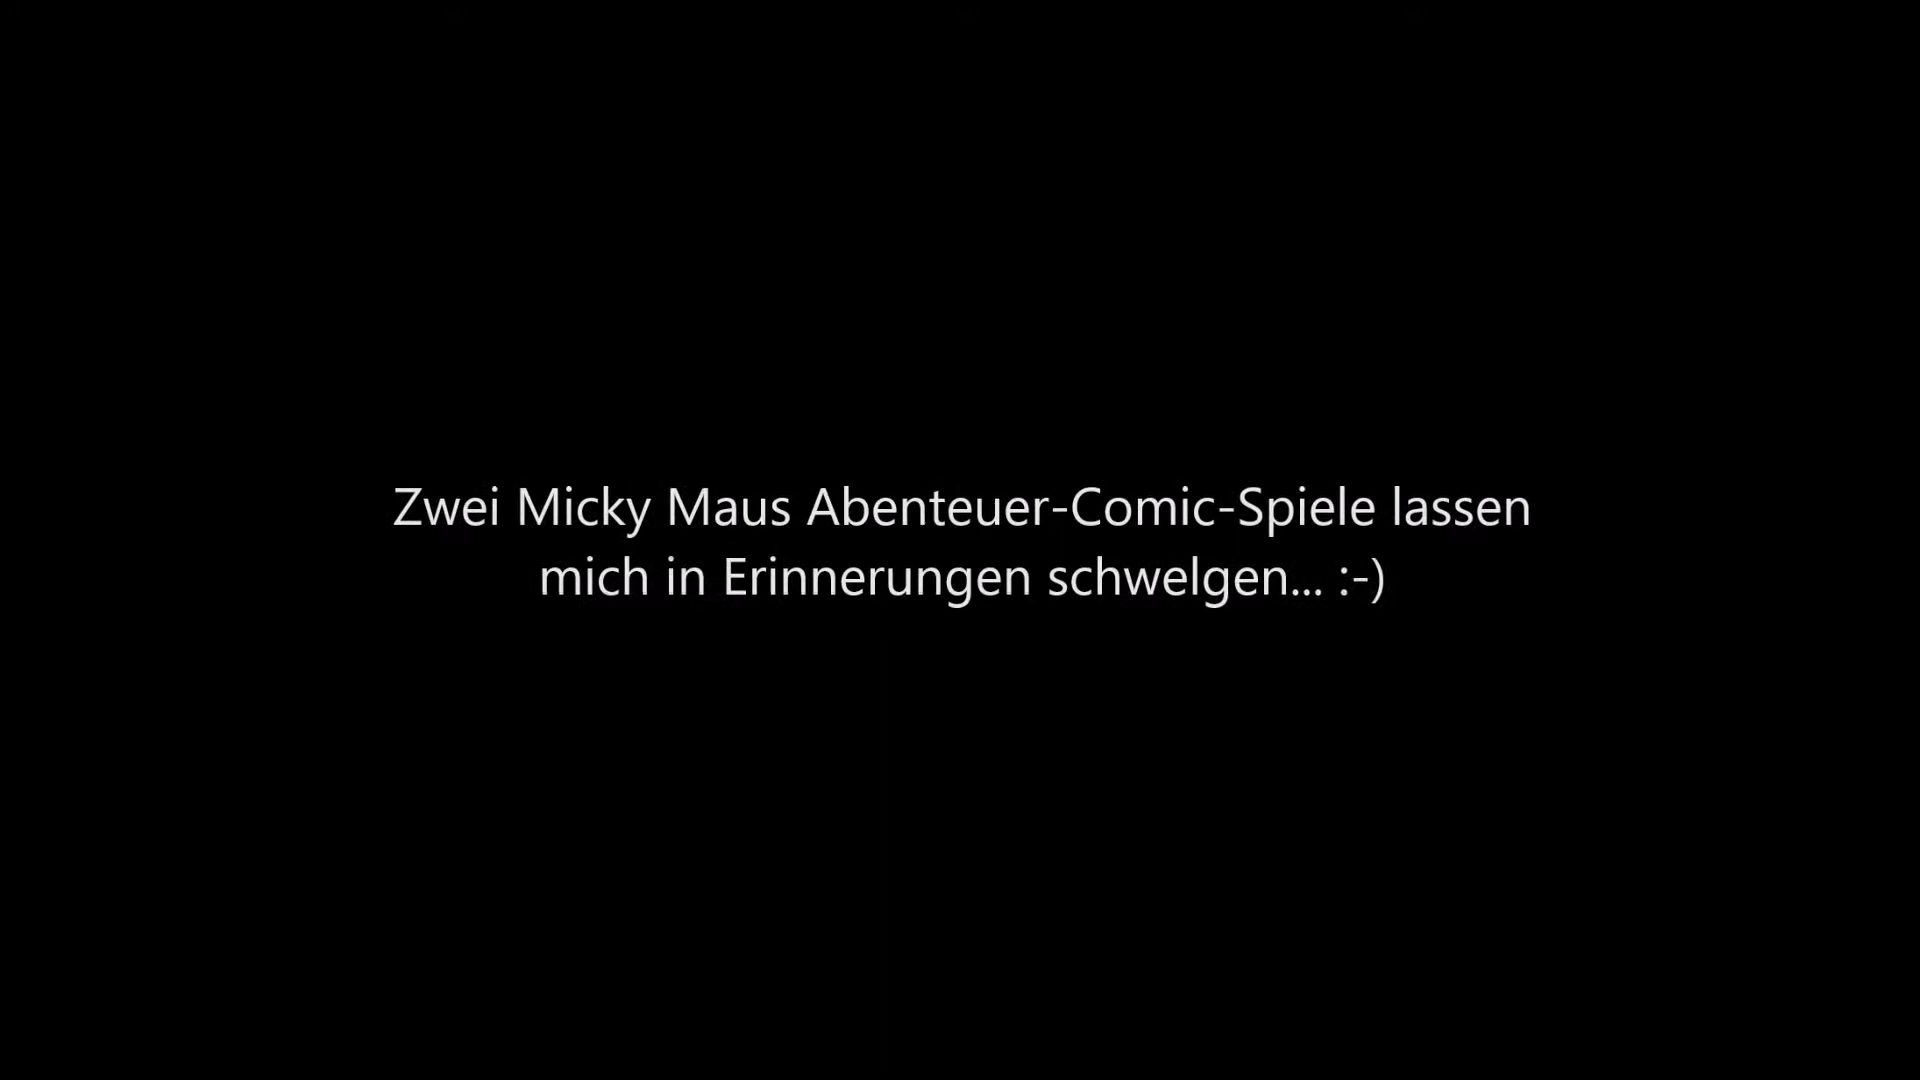 Zwei Micky Maus Abenteuer-Comic-Spiele lassen
mich in Erinnerungen schwelgen... :-)